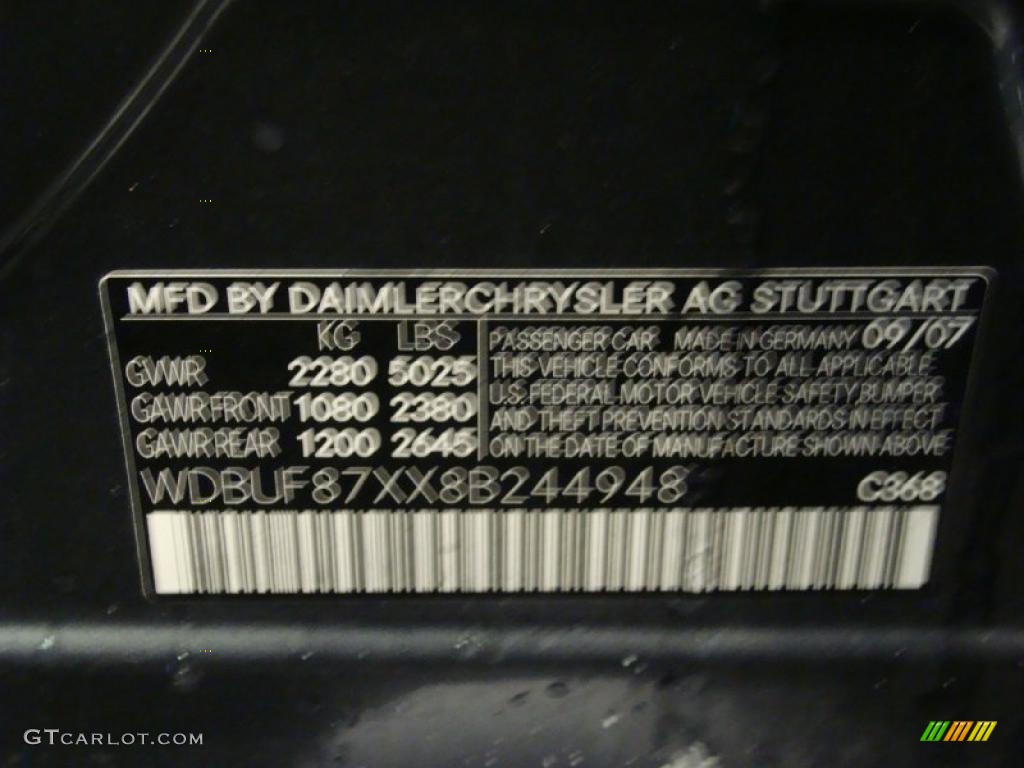 MFD BY DAIMLERCHRYSLER AG STUTTGART
KG LBS
GVWR 2280 5025
GAWR FRONT 1080 2380
GAWR REAR 1200 2645
PASSENGER CAR MADE IN GERMANY 09/07
THIS VEHICLE CONFORMS TO ALL APPLICABLE
U.S. FEDERAL MOTOR VEHICLE SAFETY, BUMPER
AND THEFT PREVENTION STANDARDS IN EFFECT
ON THE DATE OF MANUFACTURE SHOWN ABOVE
WDBUF87XX8B244948 C368
GTCARLOT.COM